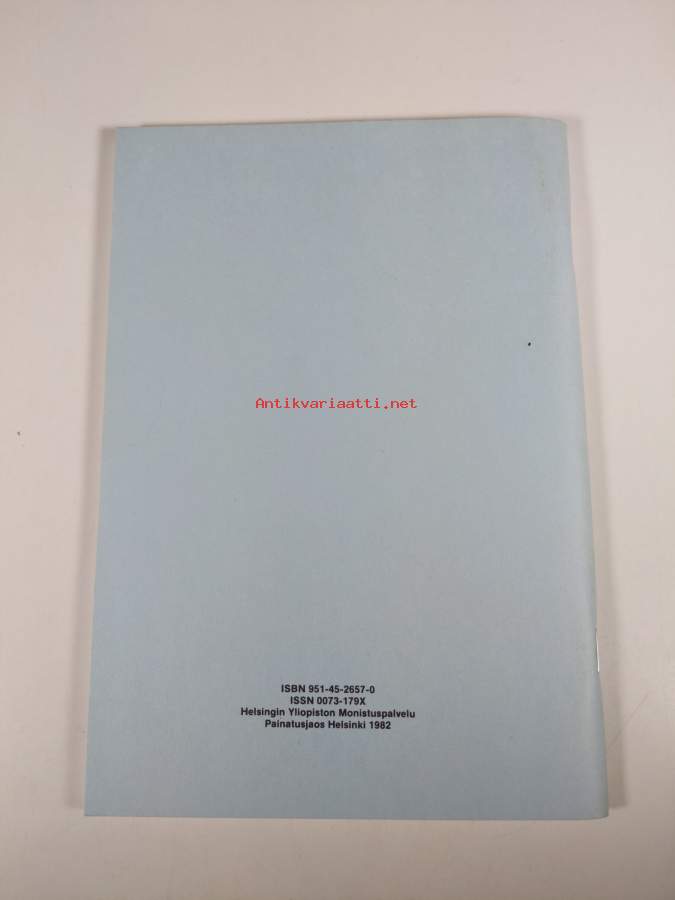 Antikvariaatti.net
ISBN 951-45-2657-0
ISSN 0073-179X
Helsingin Yliopiston Monistuspalvelu
Painatusjaos Helsinki 1982